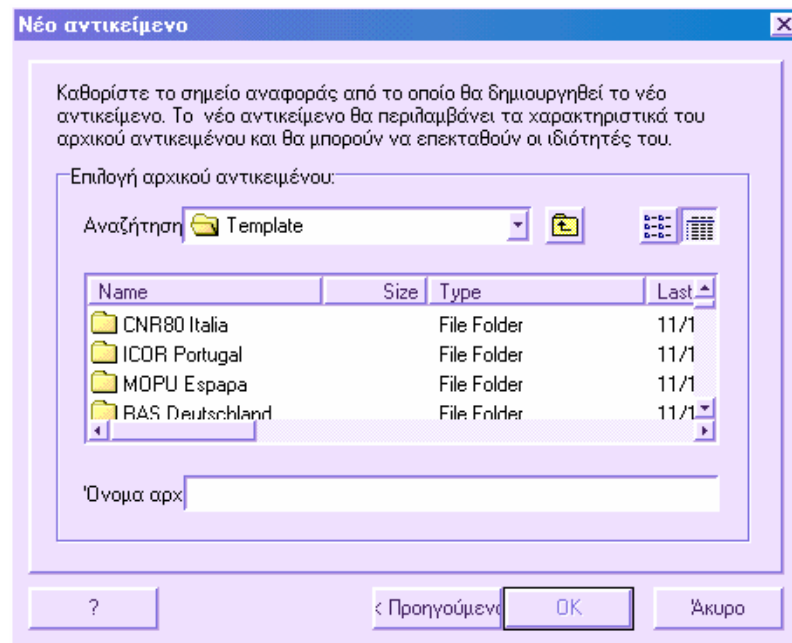 Νέο αντικείμενο
Καθορίστε το σημείο αναφοράς από το οποίο θα δημιουργηθεί το νέο
αντικείμενο. Το νέο αντικείμενο θα περιλαμβάνει τα χαρακτηριστικά του
αρχικού αντικειμένου και θα μπορούν να επεκταθούν οι ιδιότητές του.
Επιλογή αρχικού αντικειμένου:
Αναζήτηση Template
Name Size Type Last
CNR80 Italia File Folder 11/1
ICOR Portugal File Folder 11/1
MOPU Espapa File Folder 11/1
RAS Deutschland File Folder 11/1
Όνομα αρχ
? < Προηγούμενο OK Άκυρο